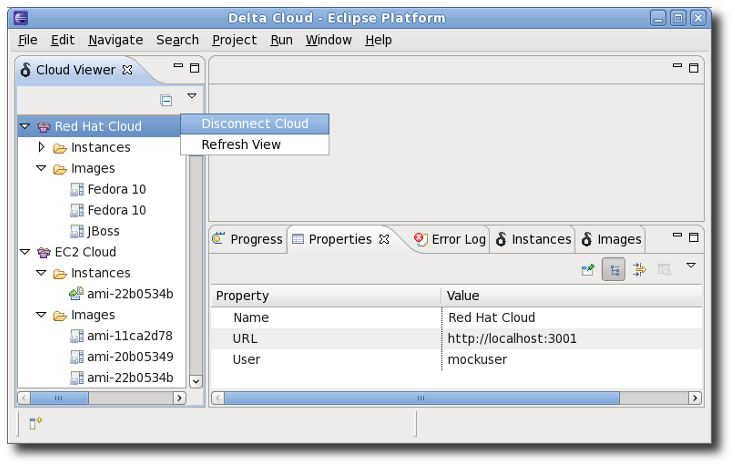 Delta Cloud - Eclipse Platform
File Edit Navigate Search Project Run Window Help
Cloud Viewer
Red Hat Cloud
Disconnect Cloud
Refresh View
Instances
Images
Fedora 10
Fedora 10
JBoss
EC2 Cloud
Instances
ami-22b0534b
Images
ami-11ca2d78
ami-20b05349
ami-22b0534b
Progress Properties Error Log Instances Images
Property Value
Name Red Hat Cloud
URL http://localhost:3001
User mockuser